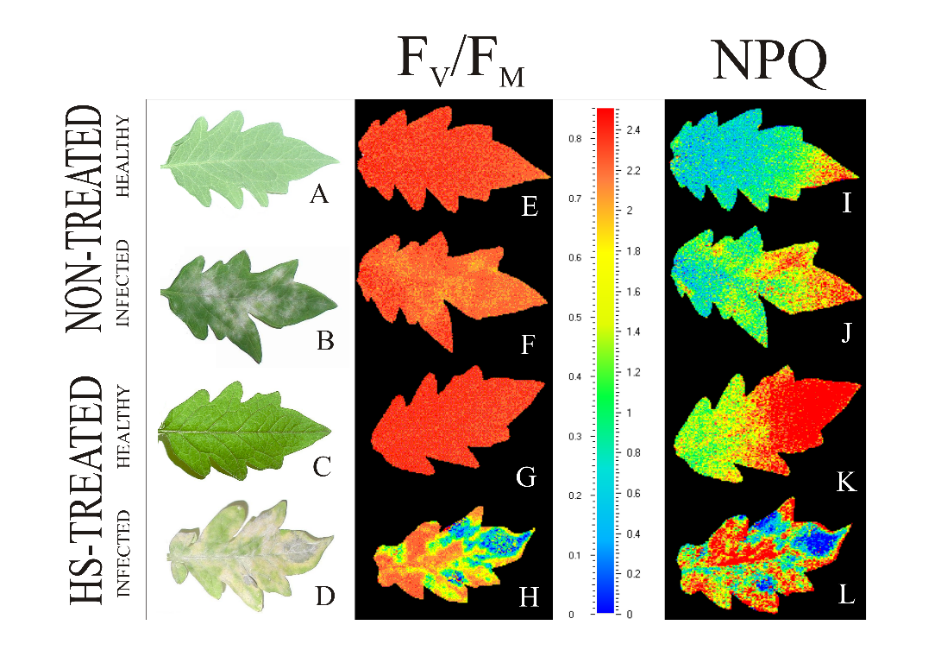 F_V/F_M
NPQ
NON-TREATED
HEALTHY
A
E
I
INFECTED
B
F
J
HS-TREATED
HEALTHY
C
G
K
INFECTED
D
H
L
0.8
0.7
0.6
0.5
0.4
0.3
0.2
0.1
0
2.4
2.2
2
1.8
1.6
1.4
1.2
1
0.8
0.6
0.4
0.2
0